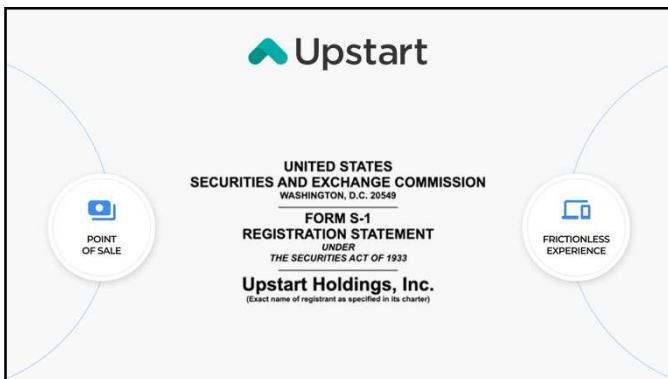 Upstart
UNITED STATES
SECURITIES AND EXCHANGE COMMISSION
WASHINGTON, D.C. 20549
FORM S-1
REGISTRATION STATEMENT
UNDER
THE SECURITIES ACT OF 1933
Upstart Holdings, Inc.
(Exact name of registrant as specified in its charter)
POINT
OF SALE
FRICTIONLESS
EXPERIENCE